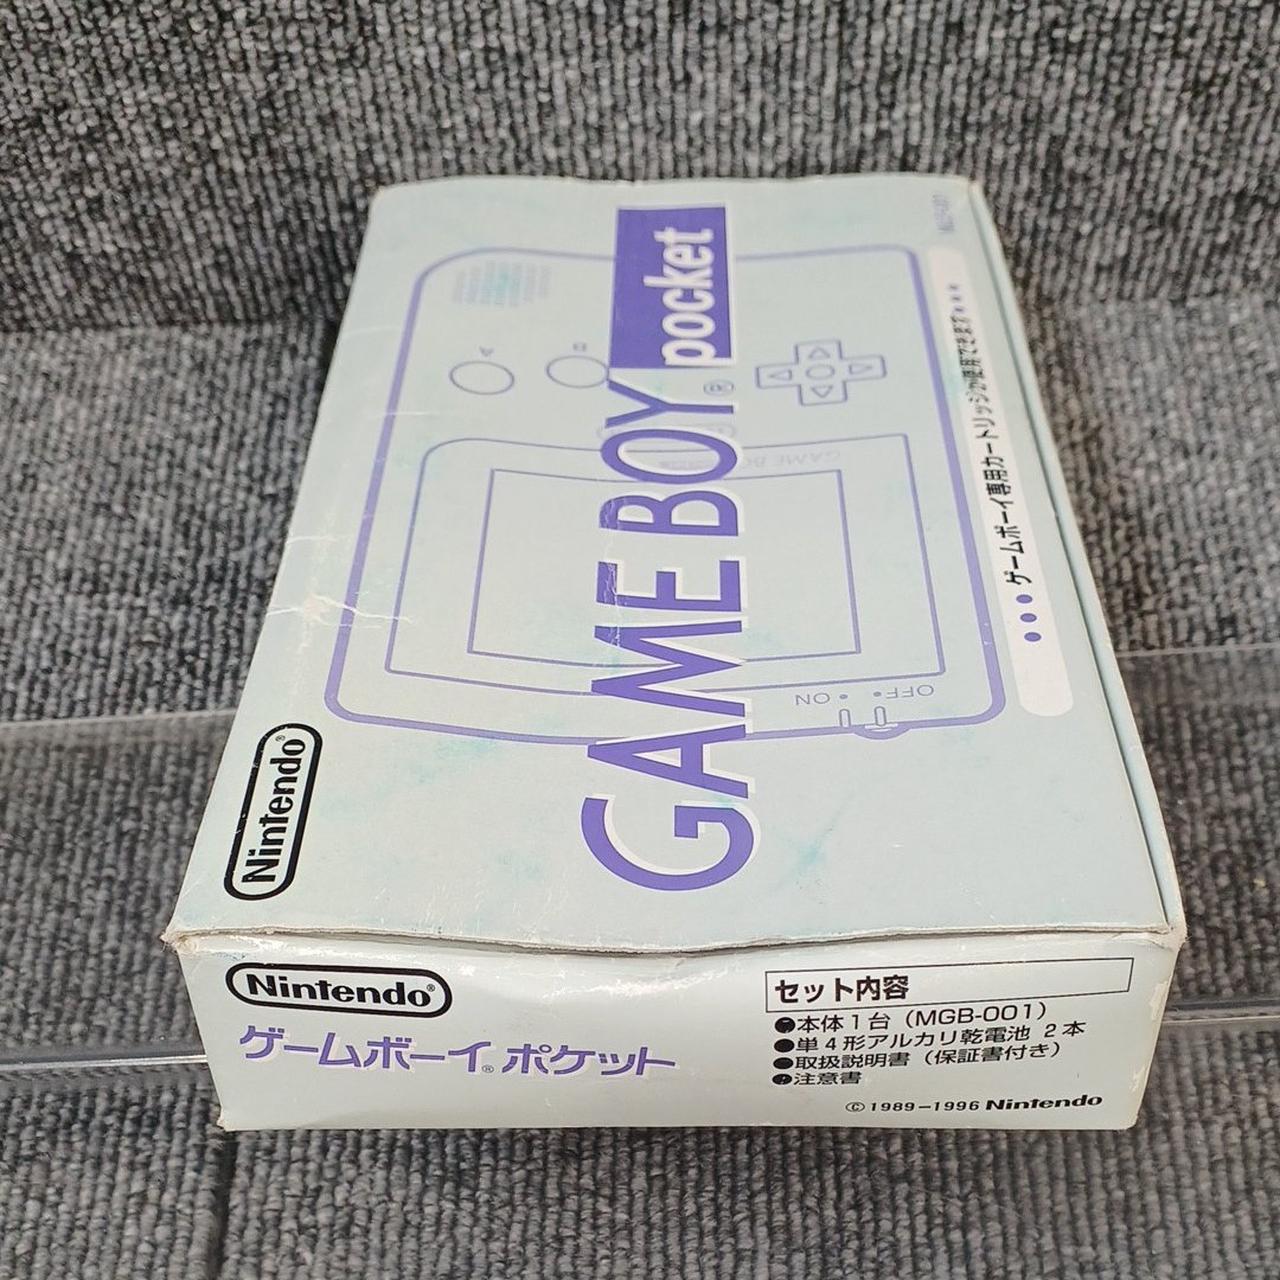 GAME BOY® pocket
Nintendo®
OFF • • ON
•••ゲームボーイ専用カートリッジが使用できます•••
Nintendo®
ゲームボーイ®ポケット
セット内容
●本体1台(MGB-001)
●単4形アルカリ乾電池 2本
●取扱説明書(保証書付き)
●注意書
©1989-1996 Nintendo